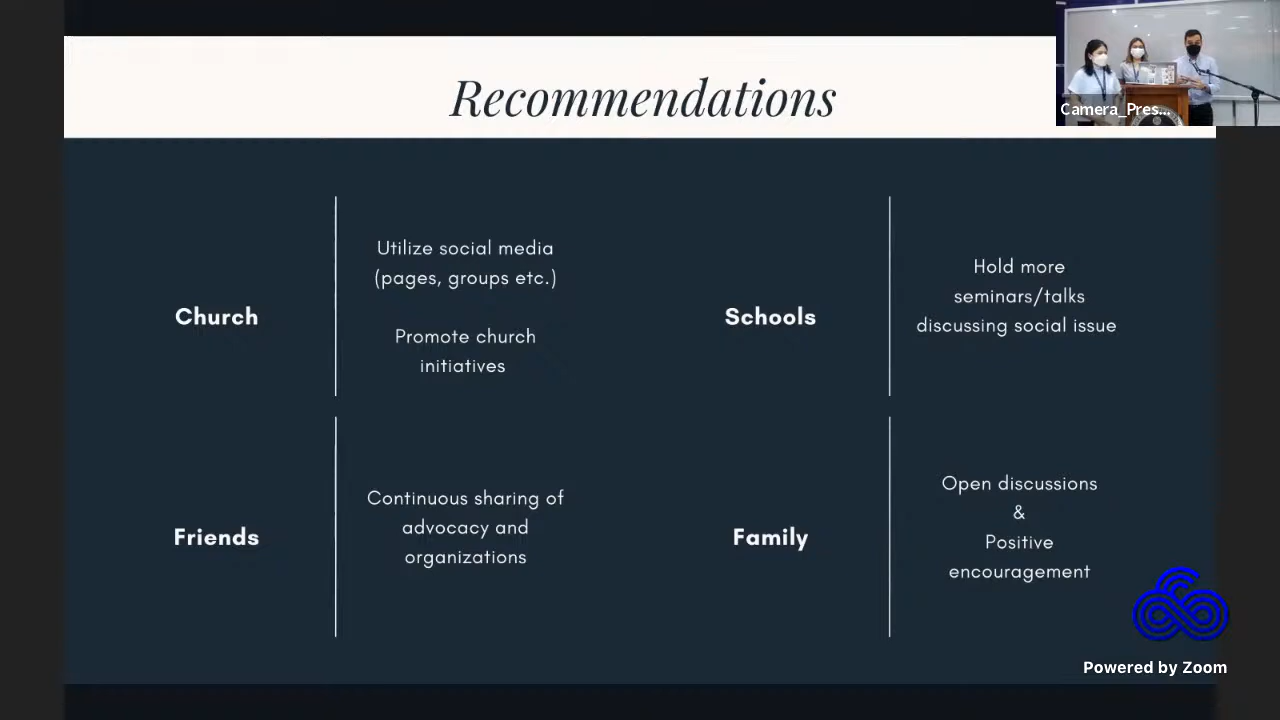 Recommendations
Camera_Pres...
Church
Utilize social media
(pages, groups etc.)
Promote church
initiatives
Schools
Hold more
seminars/talks
discussing social issue
Friends
Continuous sharing of
advocacy and
organizations
Family
Open discussions
&
Positive
encouragement
Powered by Zoom